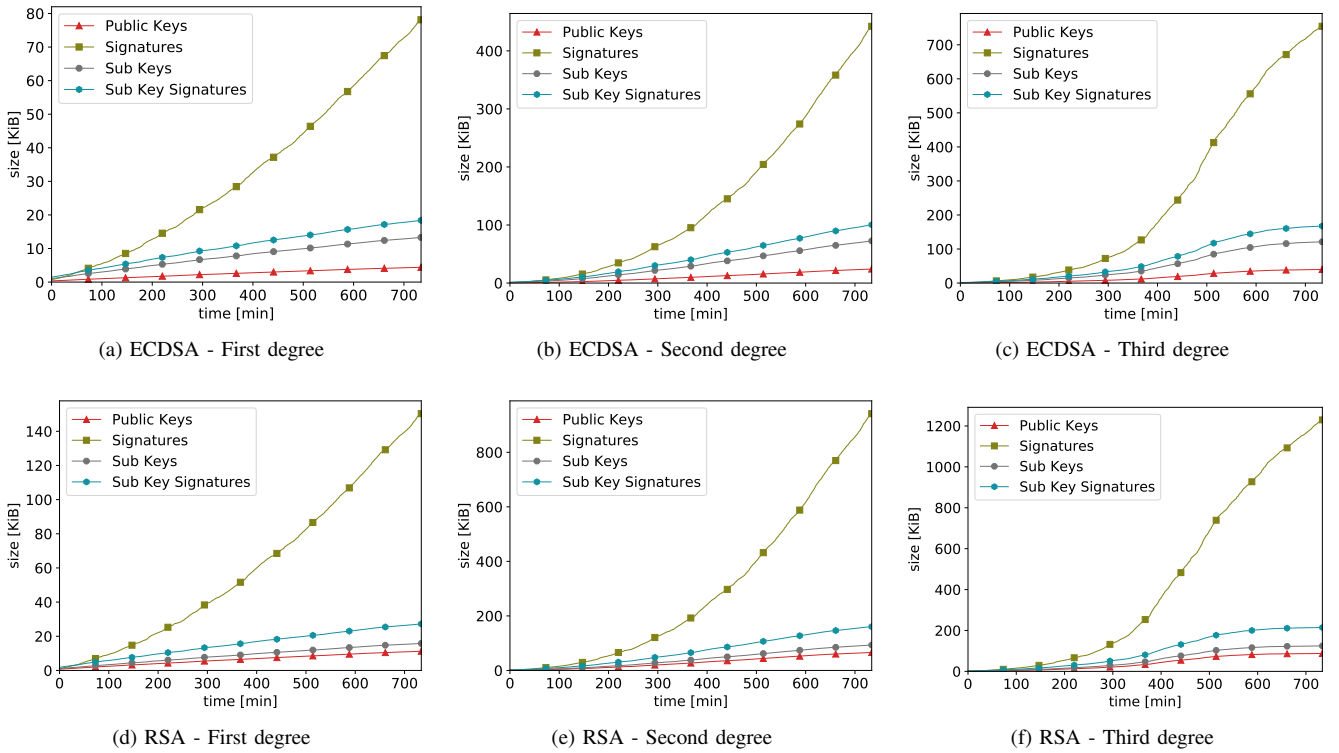 80
70
60
50
40
30
20
10
0
size [KiB]
Public Keys
Signatures
Sub Keys
Sub Key Signatures
0 100 200 300 400 500 600 700
time [min]
(a) ECDSA - First degree
400
300
200
100
0
size [KiB]
Public Keys
Signatures
Sub Keys
Sub Key Signatures
0 100 200 300 400 500 600 700
time [min]
(b) ECDSA - Second degree
700
600
500
400
300
200
100
0
size [KiB]
Public Keys
Signatures
Sub Keys
Sub Key Signatures
0 100 200 300 400 500 600 700
time [min]
(c) ECDSA - Third degree
140
120
100
80
60
40
20
0
size [KiB]
Public Keys
Signatures
Sub Keys
Sub Key Signatures
0 100 200 300 400 500 600 700
time [min]
(d) RSA - First degree
800
600
400
200
0
size [KiB]
Public Keys
Signatures
Sub Keys
Sub Key Signatures
0 100 200 300 400 500 600 700
time [min]
(e) RSA - Second degree
1200
1000
800
600
400
200
0
size [KiB]
Public Keys
Signatures
Sub Keys
Sub Key Signatures
0 100 200 300 400 500 600 700
time [min]
(f) RSA - Third degree